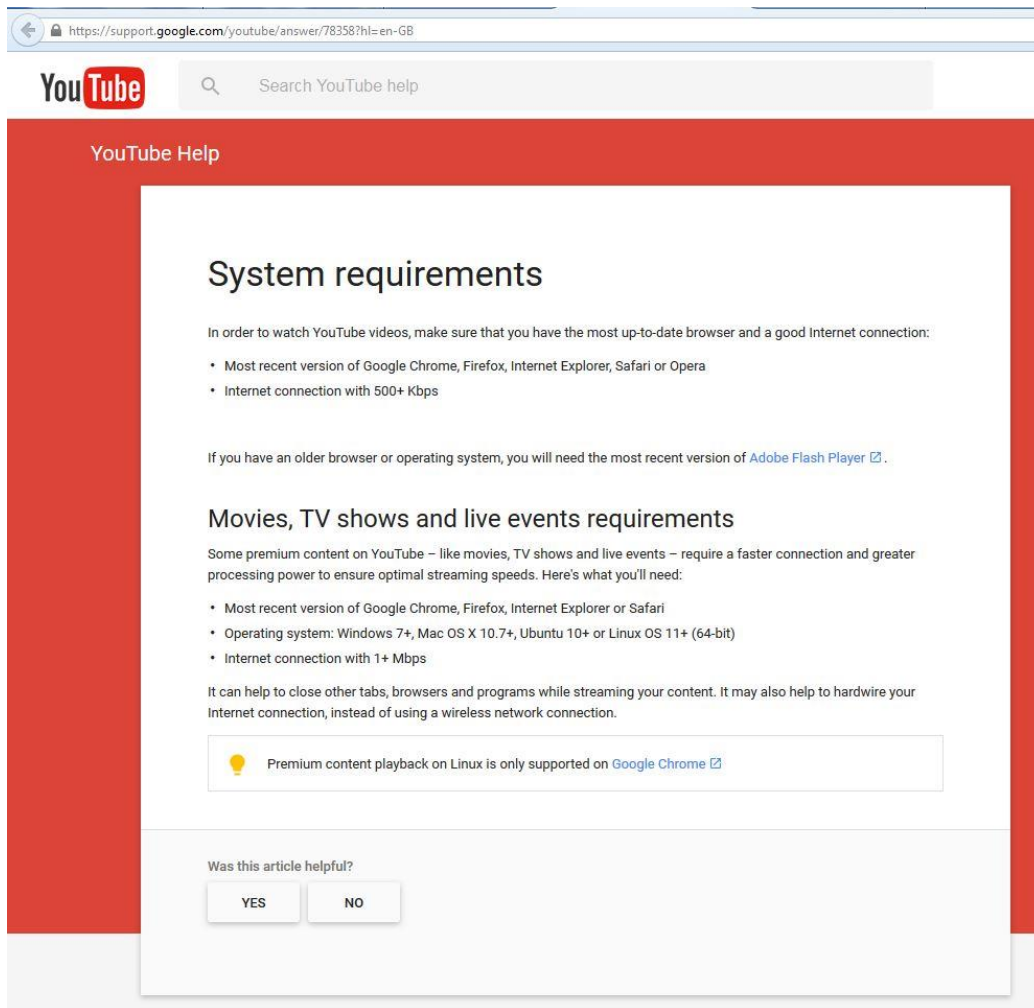 https://support.google.com/youtube/answer/78358?hl=en-GB
YouTube
Search YouTube help
YouTube Help
System requirements
In order to watch YouTube videos, make sure that you have the most up-to-date browser and a good Internet connection:
• Most recent version of Google Chrome, Firefox, Internet Explorer, Safari or Opera
• Internet connection with 500+ Kbps
If you have an older browser or operating system, you will need the most recent version of Adobe Flash Player.
Movies, TV shows and live events requirements
Some premium content on YouTube – like movies, TV shows and live events – require a faster connection and greater
processing power to ensure optimal streaming speeds. Here's what you'll need:
• Most recent version of Google Chrome, Firefox, Internet Explorer or Safari
• Operating system: Windows 7+, Mac OS X 10.7+, Ubuntu 10+ or Linux OS 11+ (64-bit)
• Internet connection with 1+ Mbps
It can help to close other tabs, browsers and programs while streaming your content. It may also help to hardwire your
Internet connection, instead of using a wireless network connection.
Premium content playback on Linux is only supported on Google Chrome
Was this article helpful?
YES NO